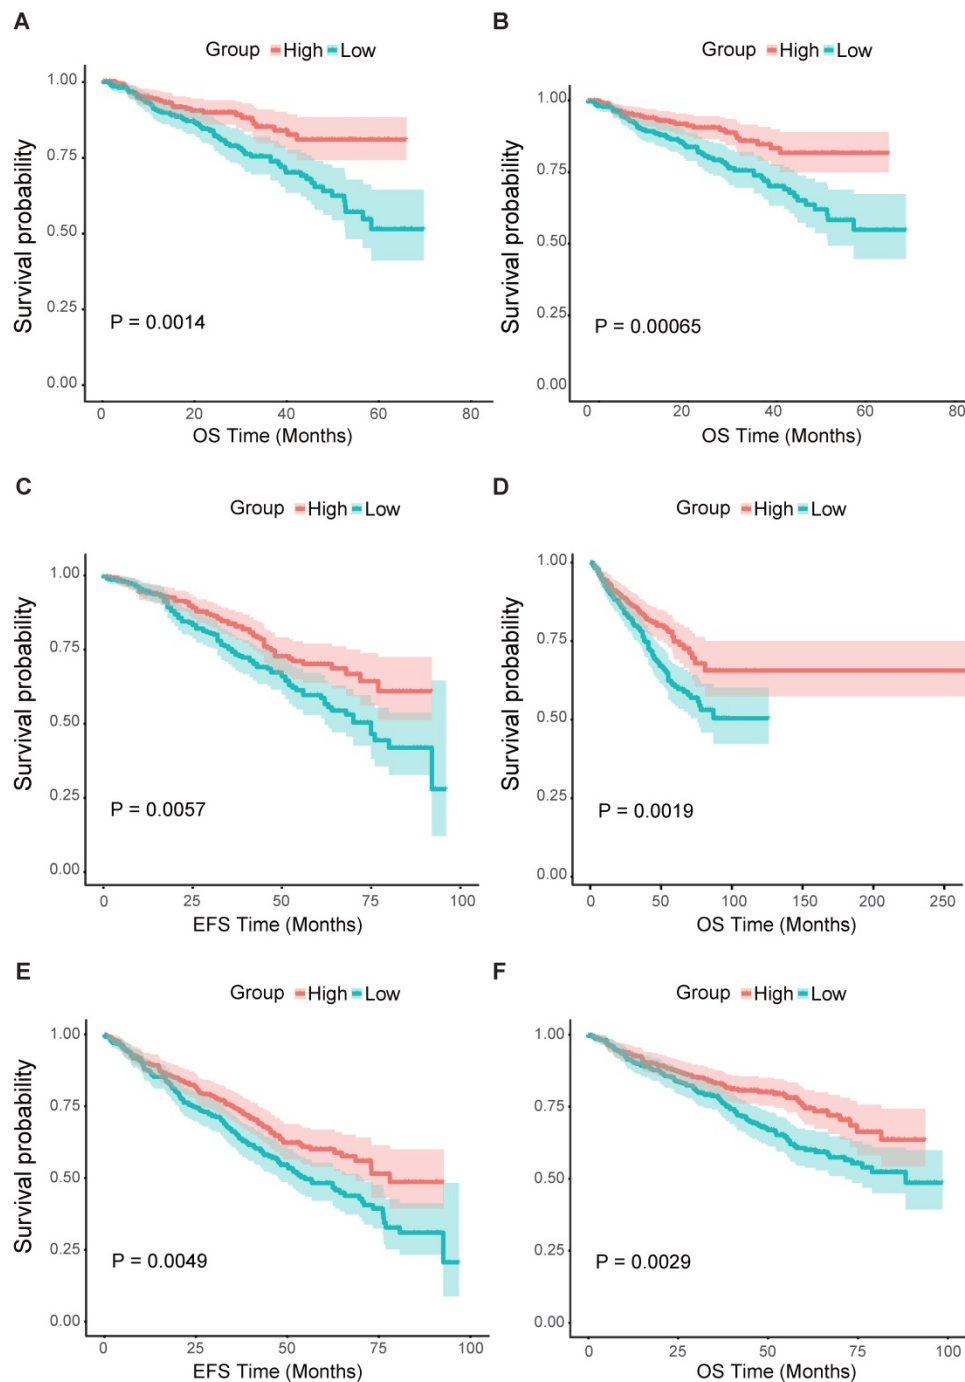 A
Group High Low
Survival probability
1.00
0.75
0.50
0.25
0.00
P = 0.0014
0 20 40 60 80
OS Time (Months)
B
Group High Low
Survival probability
1.00
0.75
0.50
0.25
0.00
P = 0.00065
0 20 40 60 80
OS Time (Months)
C
Group High Low
Survival probability
1.00
0.75
0.50
0.25
0.00
P = 0.0057
0 25 50 75 100
EFS Time (Months)
D
Group High Low
Survival probability
1.00
0.75
0.50
0.25
0.00
P = 0.0019
0 50 100 150 200 250
OS Time (Months)
E
Group High Low
Survival probability
1.00
0.75
0.50
0.25
0.00
P = 0.0049
0 25 50 75 100
EFS Time (Months)
F
Group High Low
Survival probability
1.00
0.75
0.50
0.25
0.00
P = 0.0029
0 25 50 75 100
OS Time (Months)